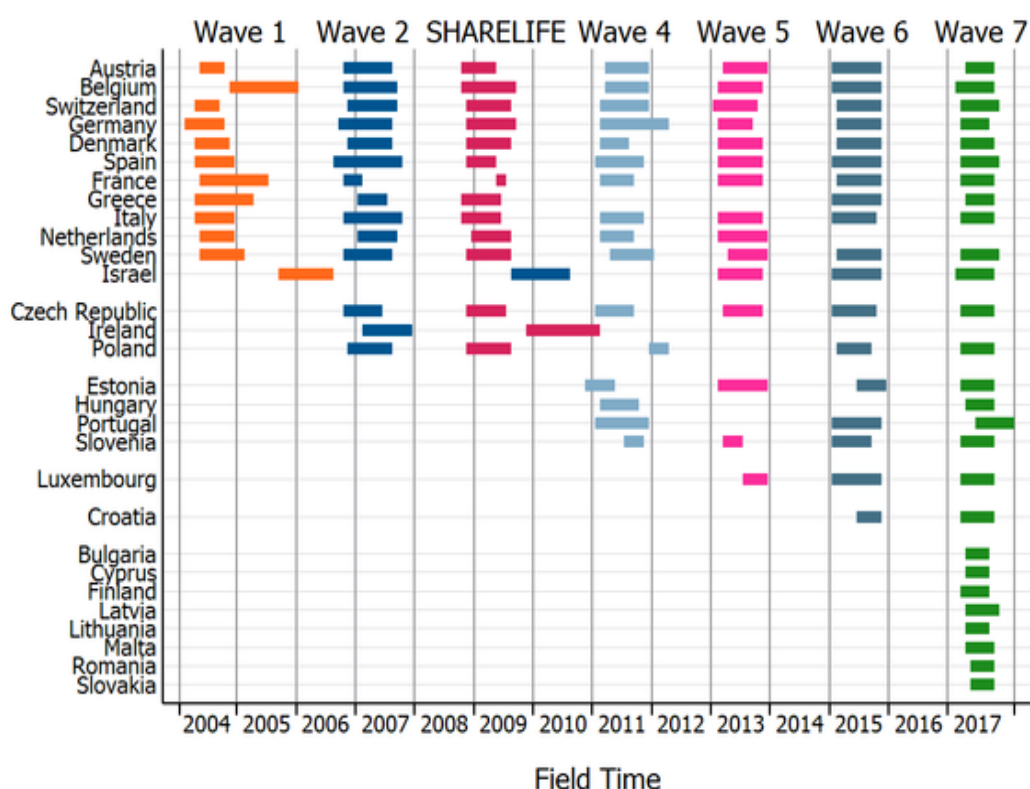 Wave 1 Wave 2 SHARELIFE Wave 4 Wave 5 Wave 6 Wave 7
Austria
Belgium
Switzerland
Germany
Denmark
Spain
France
Greece
Italy
Netherlands
Sweden
Israel
Czech Republic
Ireland
Poland
Estonia
Hungary
Portugal
Slovenia
Luxembourg
Croatia
Bulgaria
Cyprus
Finland
Latvia
Lithuania
Malta
Romania
Slovakia
2004 2005 2006 2007 2008 2009 2010 2011 2012 2013 2014 2015 2016 2017
Field Time